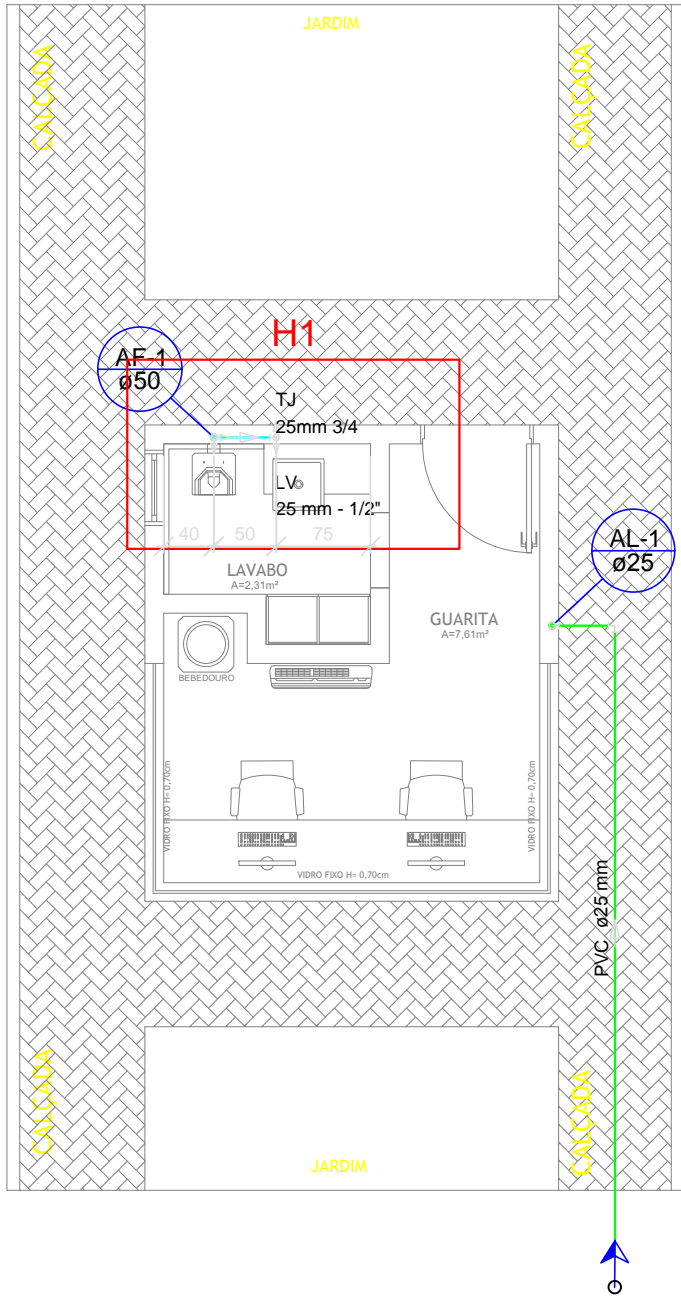 JARDIM
CALÇADA
CALÇADA
H1
AF-1
ø50
TJ
25mm 3/4
LV
25 mm - 1/2"
40
50
75
AL-1
ø25
LAVABO
A=2,31m²
GUARITA
A=7,61m²
BEBEDOURO
VIDRO FIXO H= 0,70cm
VIDRO FIXO H= 0,70cm
VIDRO FIXO H= 0,70cm
PVC ø25 mm
CALÇADA
CALÇADA
JARDIM